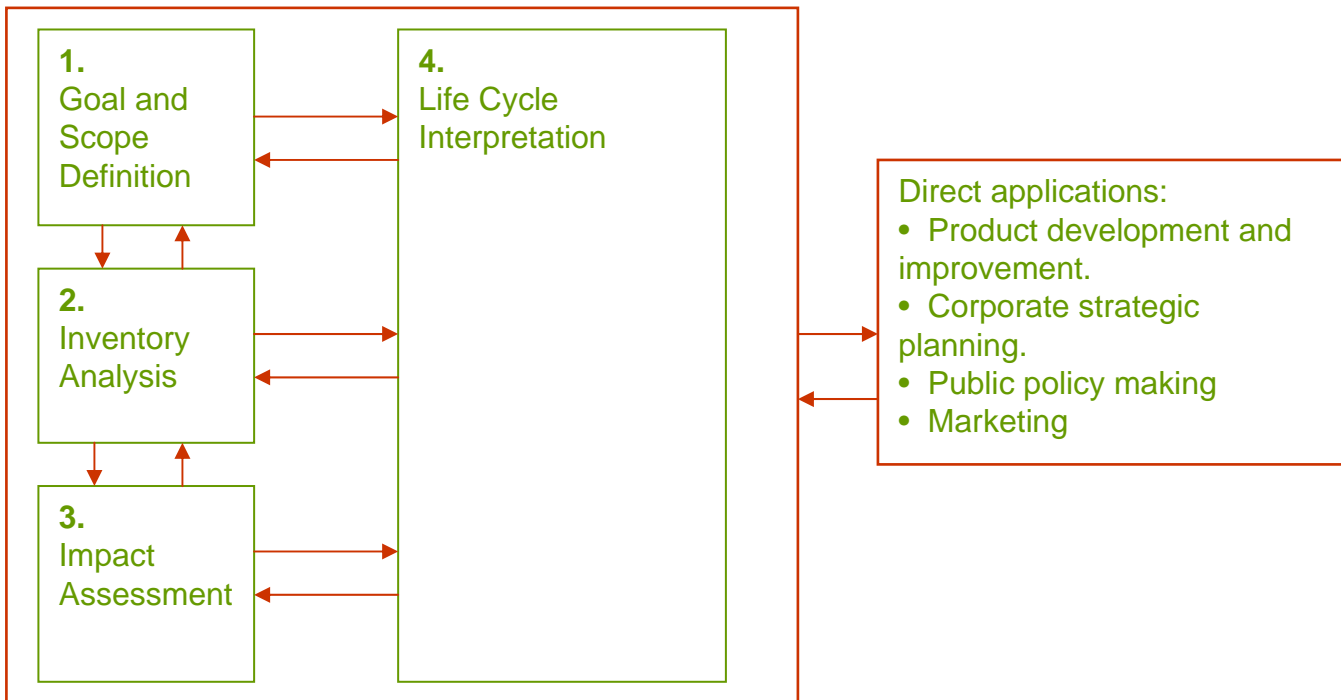 1.
Goal and
Scope
Definition
2.
Inventory
Analysis
3.
Impact
Assessment
4.
Life Cycle
Interpretation
Direct applications:
• Product development and
improvement.
• Corporate strategic
planning.
• Public policy making
• Marketing